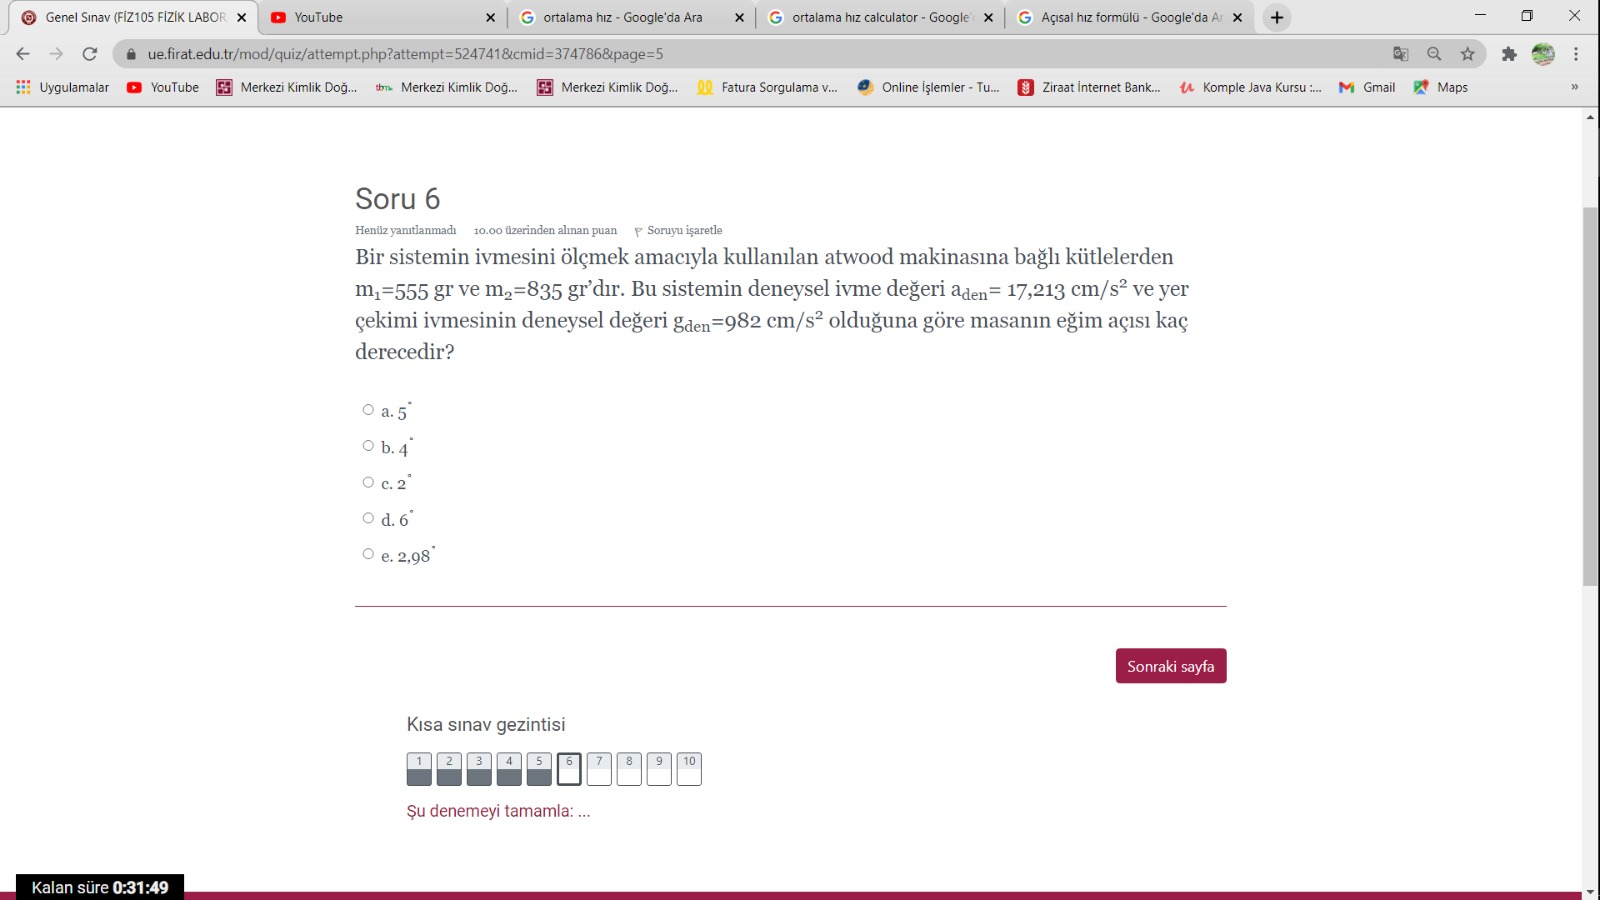 Genel Sınav (FİZ105 FİZİK LABOR
YouTube
ortalama hız - Google'da Ara
ortalama hız calculator - Google'
Açısal hız formülü - Google'da Ar
ue.firat.edu.tr/mod/quiz/attempt.php?attempt=524741&cmid=374786&page=5
Uygulamalar
YouTube
Merkezi Kimlik Doğ...
Merkezi Kimlik Doğ...
Merkezi Kimlik Doğ...
Fatura Sorgulama v...
Online İşlemler - Tu...
Ziraat İnternet Bank...
Komple Java Kursu :...
Gmail
Maps
»
Soru 6
Henüz yanıtlanmadı 10.00 üzerinden alınan puan Soruyu işaretle
Bir sistemin ivmesini ölçmek amacıyla kullanılan atwood makinasına bağlı kütlelerden
m₁=555 gr ve m₂=835 gr’dır. Bu sistemin deneysel ivme değeri aden= 17,213 cm/s² ve yer
çekimi ivmesinin deneysel değeri gden=982 cm/s² olduğuna göre masanın eğim açısı kaç
derecedir?
a. 5°
b. 4°
c. 2°
d. 6°
e. 2,98°
Sonraki sayfa
Kısa sınav gezintisi
1 2 3 4 5 6 7 8 9 10
Şu denemeyi tamamla: ...
Kalan süre 0:31:49